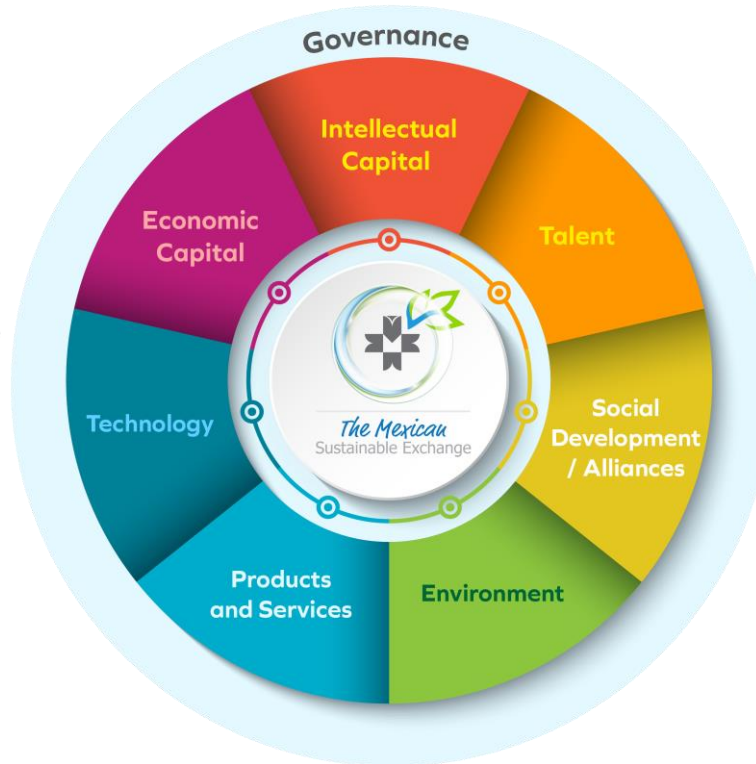 Governance
Intellectual
Capital
Talent
Social
Development
/ Alliances
Environment
Products
and Services
Technology
Economic
Capital
The Mexican
Sustainable Exchange